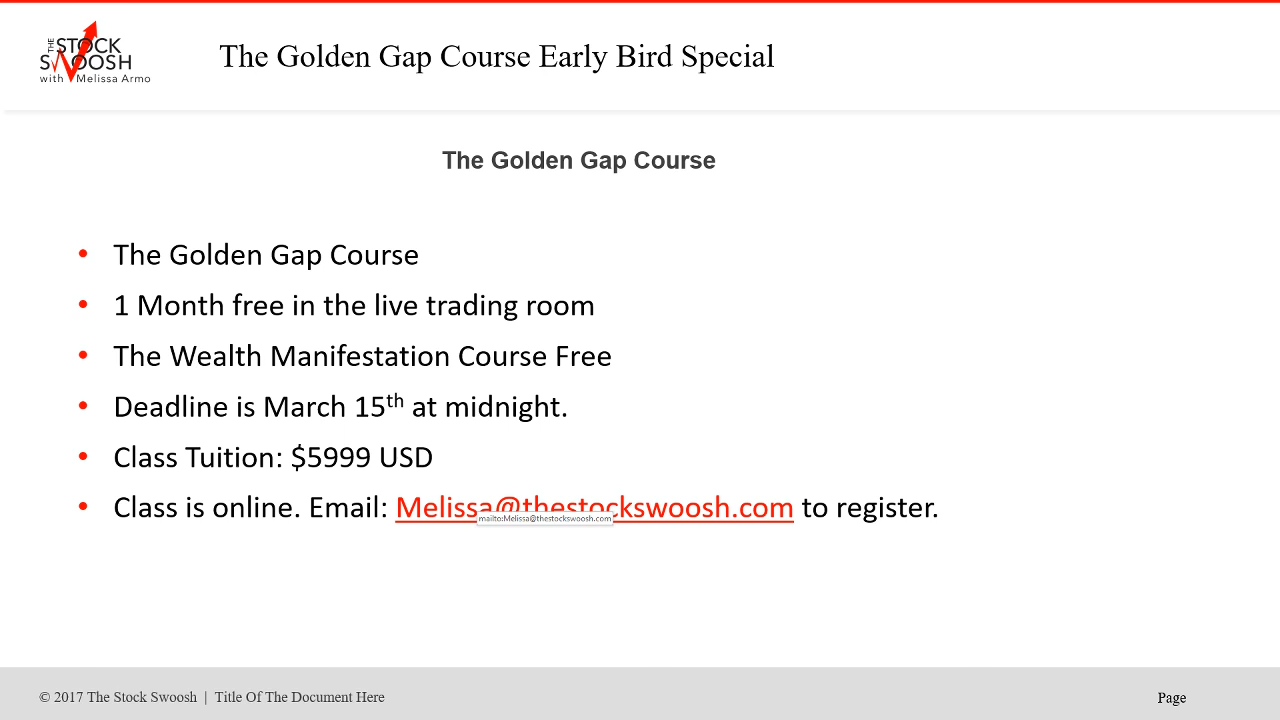 THE STOCK
SWOOSH
with Melissa Armo
The Golden Gap Course Early Bird Special
The Golden Gap Course
• The Golden Gap Course
• 1 Month free in the live trading room
• The Wealth Manifestation Course Free
• Deadline is March 15th at midnight.
• Class Tuition: $5999 USD
• Class is online. Email: Melissa@thestockswoosh.com to register.
mailto:Melissa@thestockswoosh.com
© 2017 The Stock Swoosh | Title Of The Document Here
Page